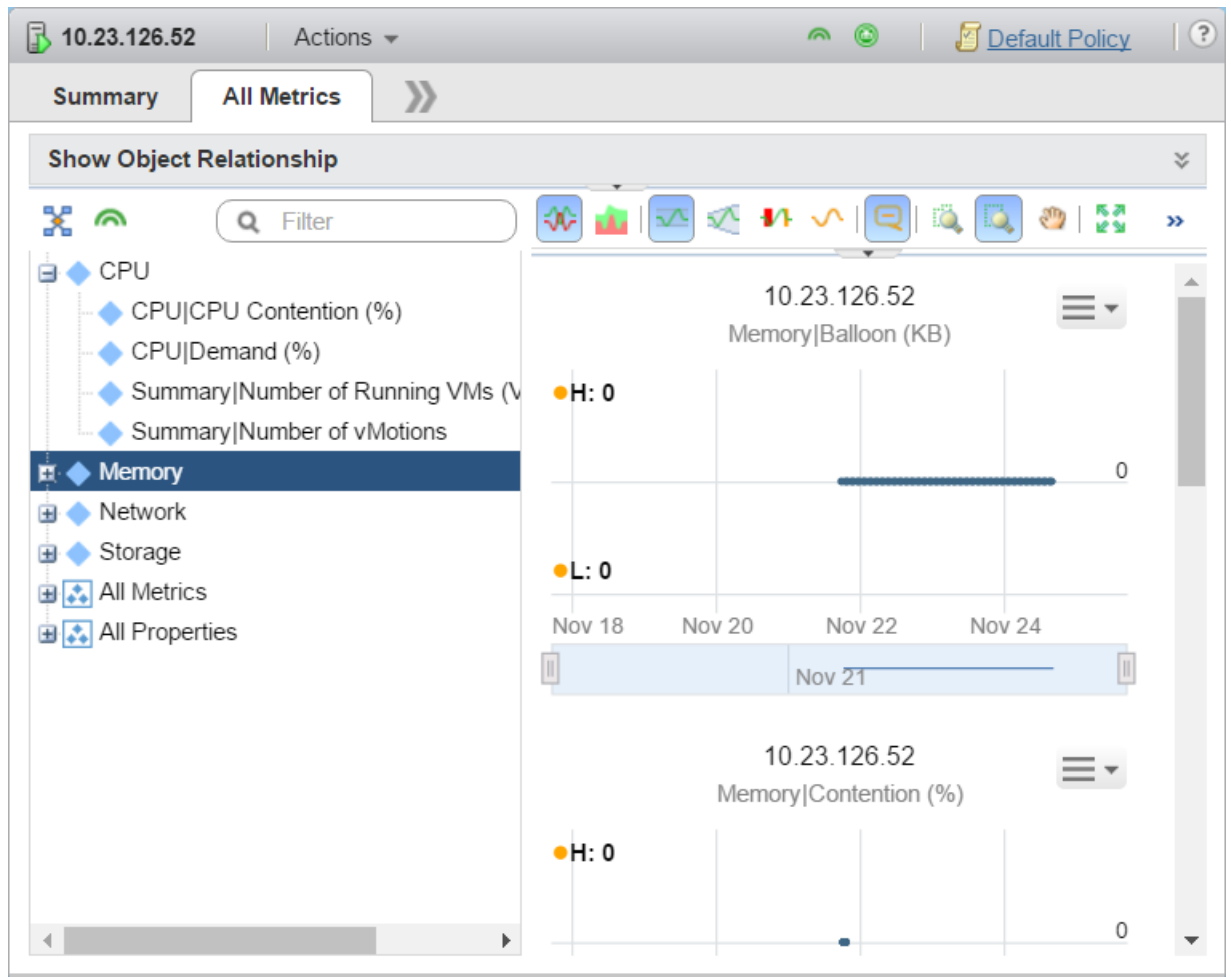 10.23.126.52 Actions Default Policy ?
Summary All Metrics
Show Object Relationship
Filter
CPU
CPU|CPU Contention (%)
CPU|Demand (%)
Summary|Number of Running VMs (V
Summary|Number of vMotions
Memory
Network
Storage
All Metrics
All Properties
10.23.126.52
Memory|Balloon (KB)
H: 0
0
L: 0
Nov 18 Nov 20 Nov 22 Nov 24
Nov 21
10.23.126.52
Memory|Contention (%)
H: 0
0